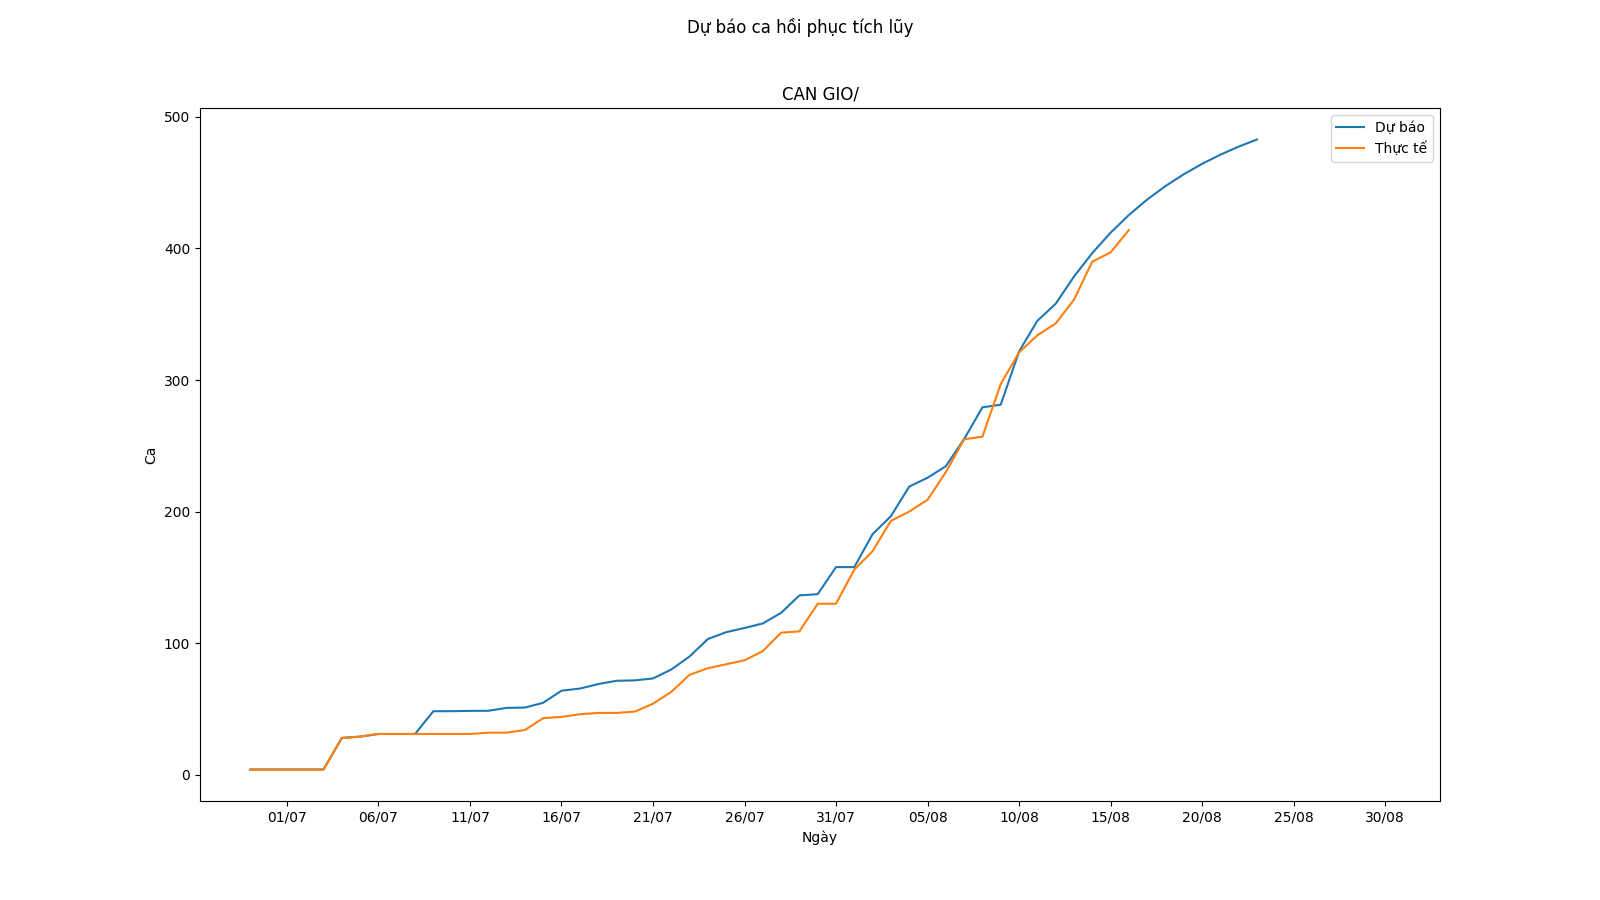 Dự báo ca hồi phục tích lũy
CAN GIO/
500
400
300
200
100
0
Ca
Dự báo
Thực tế
01/07 06/07 11/07 16/07 21/07 26/07 31/07 05/08 10/08 15/08 20/08 25/08 30/08
Ngày